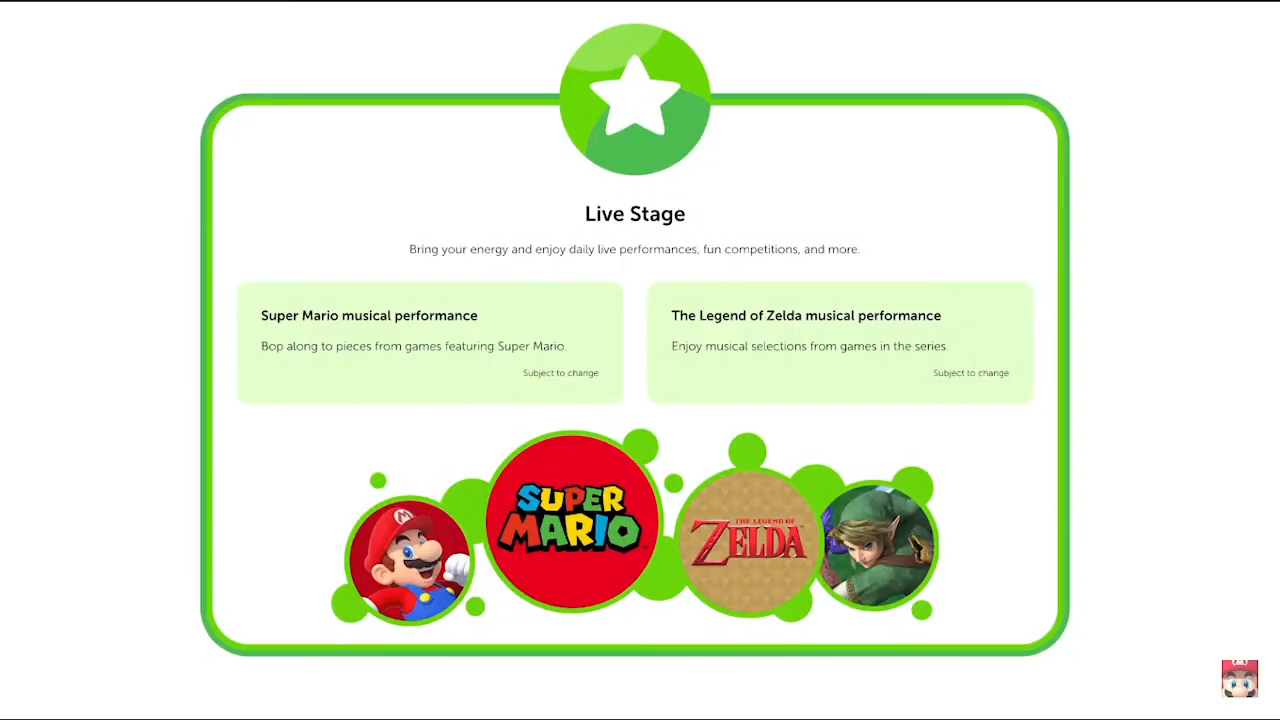 Live Stage
Bring your energy and enjoy daily live performances, fun competitions, and more.
Super Mario musical performance
Bop along to pieces from games featuring Super Mario.
Subject to change
The Legend of Zelda musical performance
Enjoy musical selections from games in the series.
Subject to change
M
SUPER
MARIO
THE LEGEND OF
ZELDA